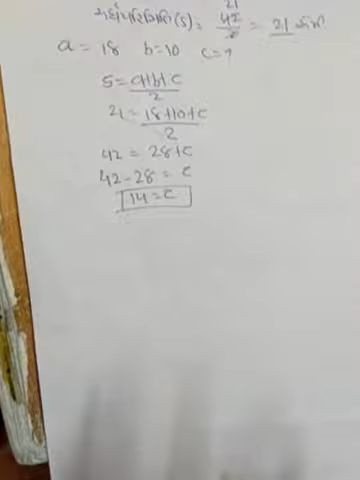 અર્ધપરિમિતિ (s) = 42/2 = 21 સેમી
a = 18 b = 10 c = ?
s = a+b+c/2
21 = 18+10+c/2
42 = 28+c
42-28 = c
14 = c